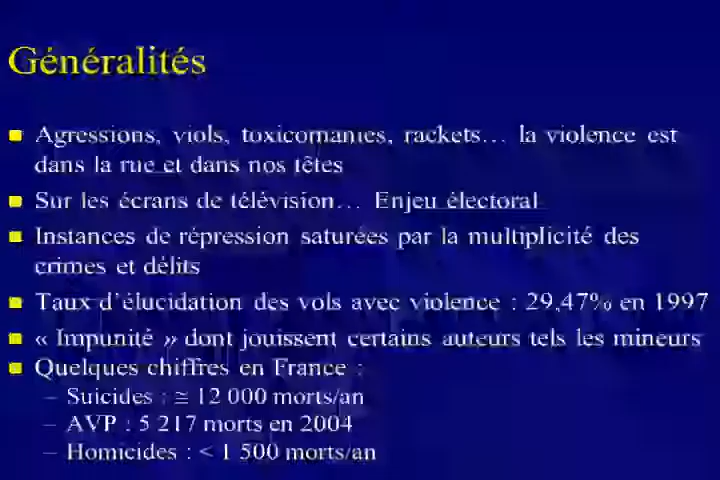 Généralités
Agressions, viols, toxicomanies, rackets… la violence est
dans la rue et dans nos têtes
Sur les écrans de télévision… Enjeu électoral
Instances de répression saturées par la multiplicité des
crimes et délits
Taux d'élucidation des vols avec violence : 29,47% en 1997
« Impunité » dont jouissent certains auteurs tels les mineurs
Quelques chiffres en France :
– Suicides : ≅ 12 000 morts/an
– AVP : 5 217 morts en 2004
– Homicides : < 1 500 morts/an